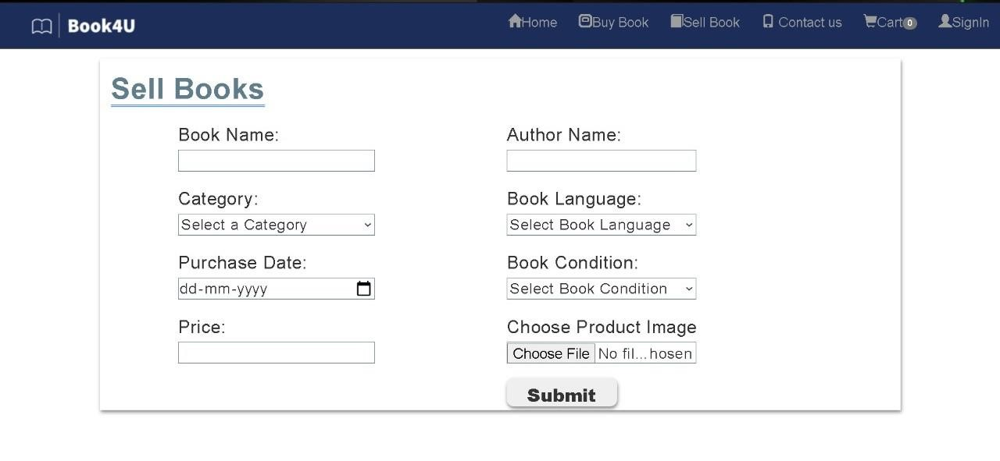 Book4U Home Buy Book Sell Book Contact us Cart 0 SignIn
Sell Books
Book Name: Author Name:
Category: Book Language:
Select a Category Select Book Language
Purchase Date: Book Condition:
dd-mm-yyyy Select Book Condition
Price: Choose Product Image
Choose File No fil...hosen
Submit